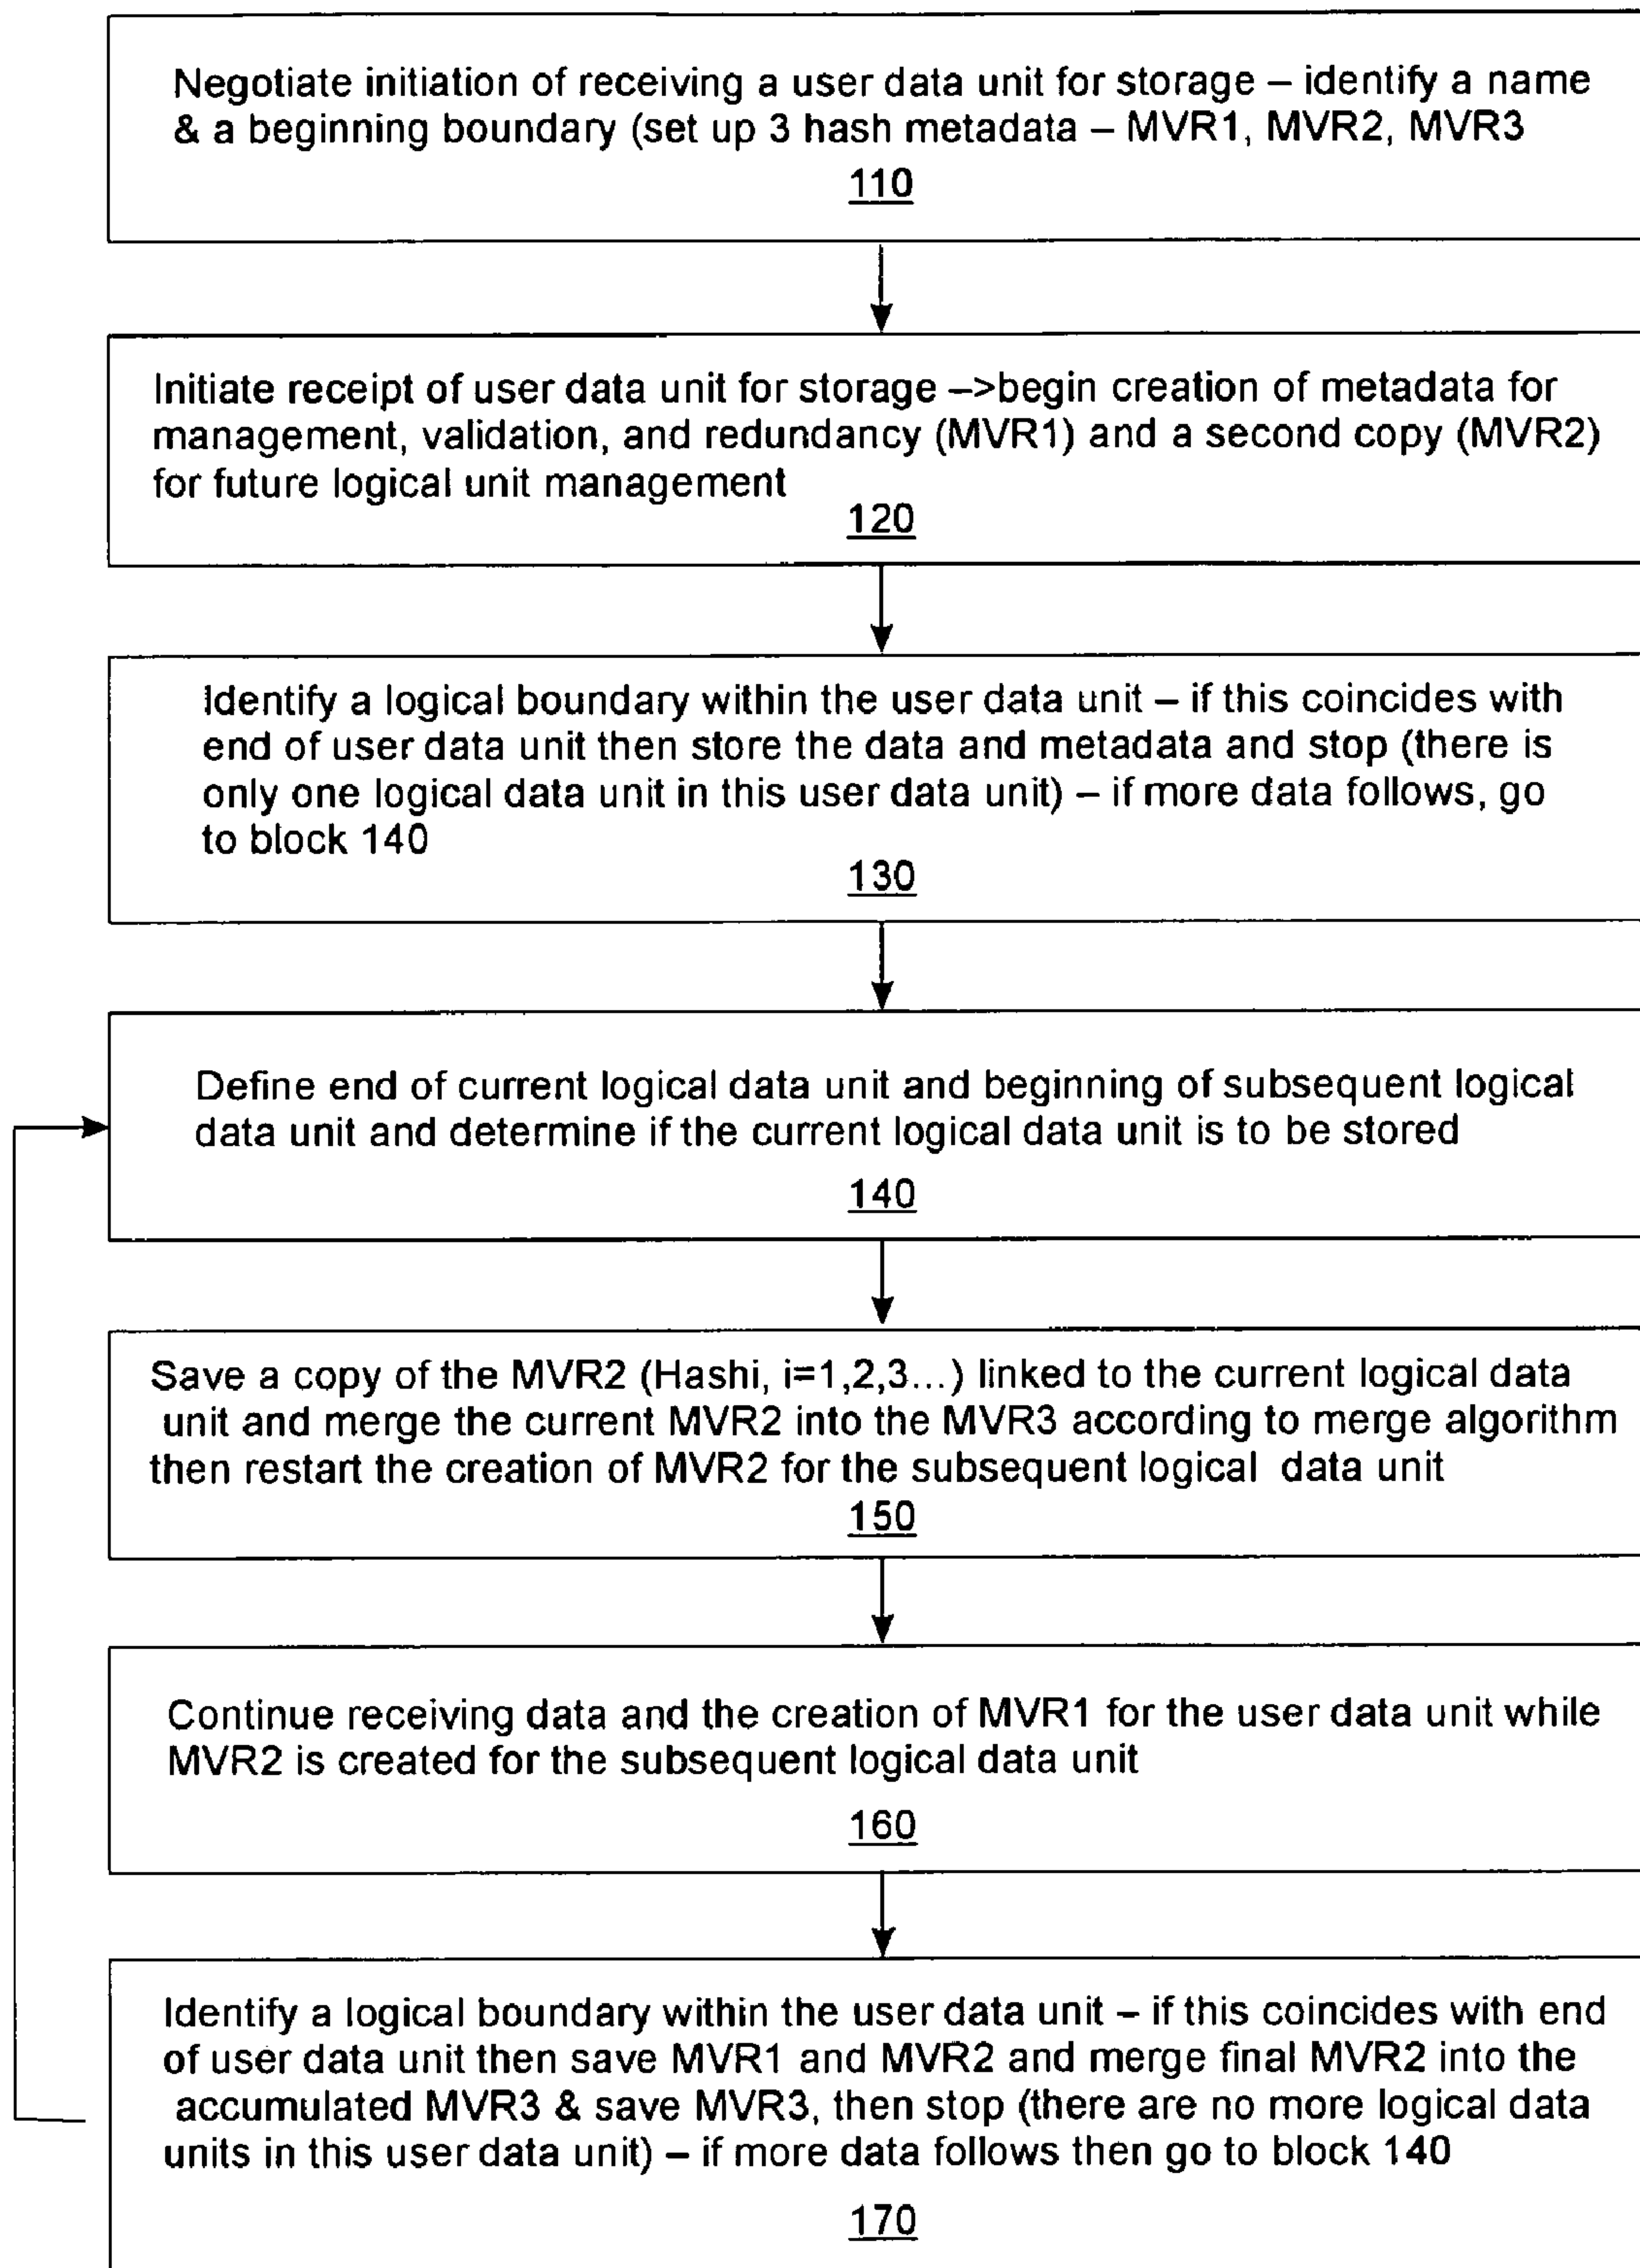 Negotiate initiation of receiving a user data unit for storage – identify a name
& a beginning boundary (set up 3 hash metadata – MVR1, MVR2, MVR3
110
Initiate receipt of user data unit for storage –>begin creation of metadata for
management, validation, and redundancy (MVR1) and a second copy (MVR2)
for future logical unit management
120
Identify a logical boundary within the user data unit – if this coincides with
end of user data unit then store the data and metadata and stop (there is
only one logical data unit in this user data unit) – if more data follows, go
to block 140
130
Define end of current logical data unit and beginning of subsequent logical
data unit and determine if the current logical data unit is to be stored
140
Save a copy of the MVR2 (Hashi, i=1,2,3...) linked to the current logical data
unit and merge the current MVR2 into the MVR3 according to merge algorithm
then restart the creation of MVR2 for the subsequent logical data unit
150
Continue receiving data and the creation of MVR1 for the user data unit while
MVR2 is created for the subsequent logical data unit
160
Identify a logical boundary within the user data unit – if this coincides with end
of user data unit then save MVR1 and MVR2 and merge final MVR2 into the
accumulated MVR3 & save MVR3, then stop (there are no more logical data
units in this user data unit) – if more data follows then go to block 140
170